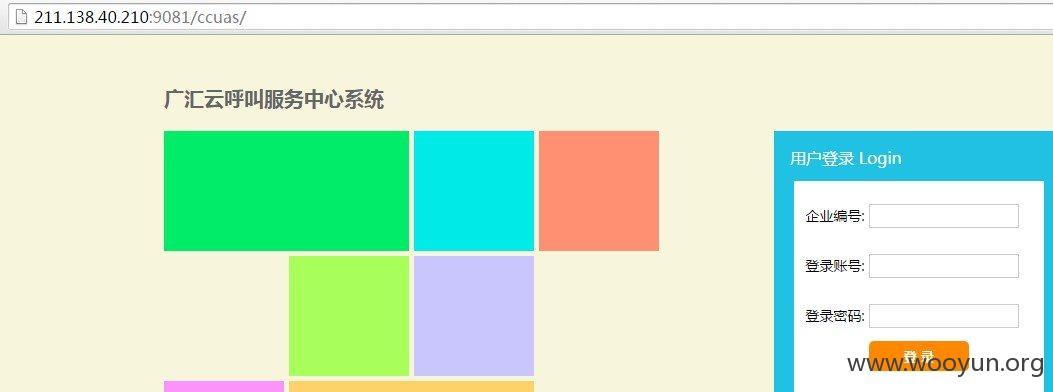 211.138.40.210:9081/ccuas/
广汇云呼叫服务中心系统
用户登录 Login
企业编号:
登录账号:
登录密码:
登 录
www.wooyun.org